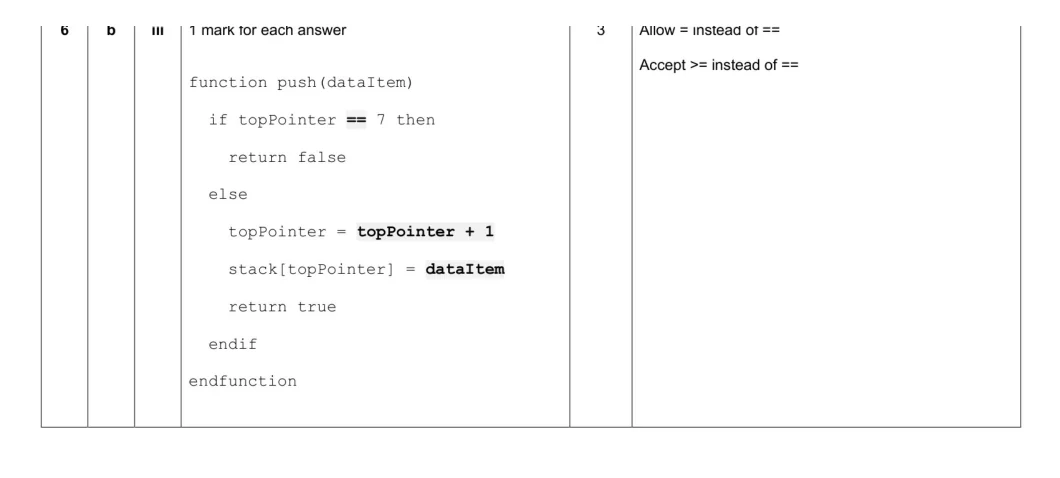 6 b iii 1 mark for each answer 3 Allow = instead of ==
Accept >= instead of ==
function push(dataItem)
if topPointer == 7 then
return false
else
topPointer = topPointer + 1
stack[topPointer] = dataItem
return true
endif
endfunction